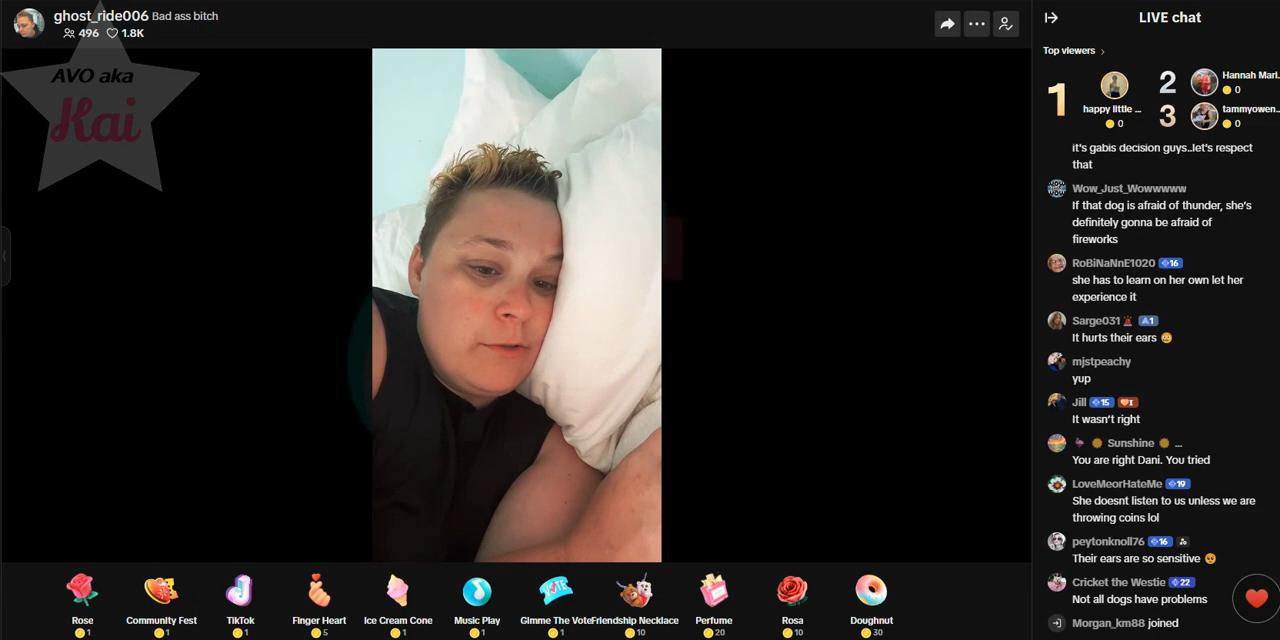 ghost_ride006 Bad ass bitch
496 1.8K
LIVE chat
AVO aka
Kai
Top viewers
1
happy little ...
0
2
Hannah Mari..
0
3
tammyowen...
0
it's gabis decision guys..let's respect
that
Wow_Just_Wowwwww
If that dog is afraid of thunder, she's
definitely gonna be afraid of
fireworks
RoBiNaNnE1020 16
she has to learn on her own let her
experience it
Sarge031 A1
It hurts their ears
mjstpeachy
yup
Jill 15 I
It wasn't right
Sunshine ...
You are right Dani. You tried
LoveMeorHateMe 19
She doesnt listen to us unless we are
throwing coins lol
peytonknoll76 16
Their ears are so sensitive
Cricket the Westie 22
Not all dogs have problems
Morgan_km88 joined
VOTE
Rose Community Fest TikTok Finger Heart Ice Cream Cone Music Play Gimme The Vote Friendship Necklace Perfume Rosa Doughnut
1 1 1 5 1 1 1 10 20 10 30